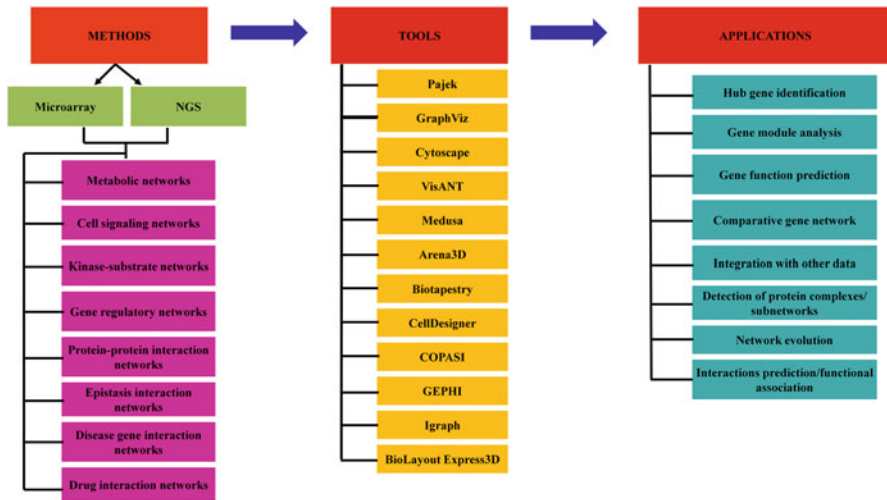 METHODS
Microarray
NGS
Metabolic networks
Cell signaling networks
Kinase-substrate networks
Gene regulatory networks
Protein-protein interaction
networks
Epistasis interaction
networks
Disease gene interaction
networks
Drug interaction networks
TOOLS
Pajek
GraphViz
Cytoscape
VisANT
Medusa
Arena3D
Biotapestry
CellDesigner
COPASI
GEPHI
Igraph
BioLayout Express3D
APPLICATIONS
Hub gene identification
Gene module analysis
Gene function prediction
Comparative gene network
Integration with other data
Detection of protein complexes/
subnetworks
Network evolution
Interactions prediction/functional
association